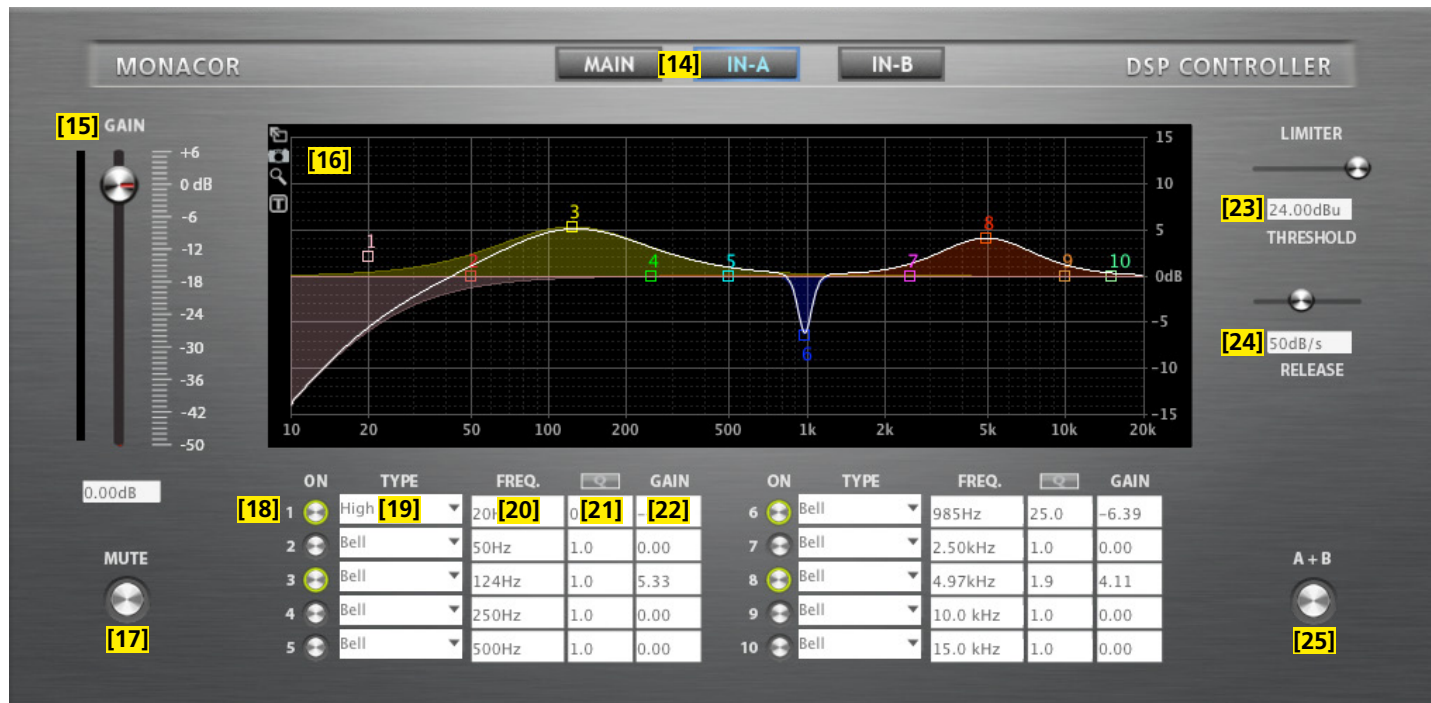 MONACOR MAIN [14] IN-A IN-B DSP CONTROLLER
[15] GAIN
+6
0 dB
-6
-12
-18
-24
-30
-36
-42
-50
0.00dB
MUTE
[17]
[16]
T
1
2
3
4
5
6
7
8
9
10
15
10
5
0dB
-5
-10
-15
10 20 50 100 200 500 1k 2k 5k 10k 20k
LIMITER
[23] 24.00dBu
THRESHOLD
[24] 50dB/s
RELEASE
A + B
[25]
ON TYPE FREQ. Q GAIN
[18] 1 High [19] [20] [21] [22]
2 Bell 50Hz 1.0 0.00
3 Bell 124Hz 1.0 5.33
4 Bell 250Hz 1.0 0.00
5 Bell 500Hz 1.0 0.00
ON TYPE FREQ. Q GAIN
6 Bell 985Hz 25.0 −6.39
7 Bell 2.50kHz 1.0 0.00
8 Bell 4.97kHz 1.9 4.11
9 Bell 10.0 kHz 1.0 0.00
10 Bell 15.0 kHz 1.0 0.00